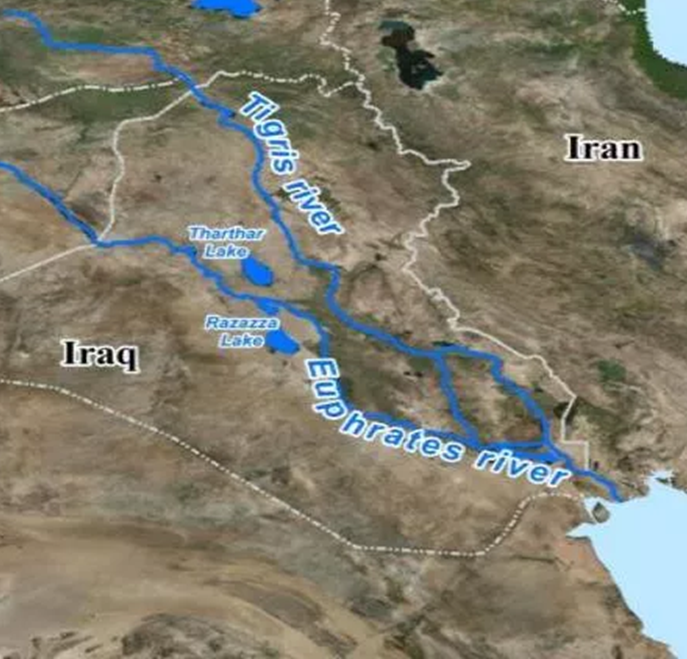 Tigris river
Iran
Tharthar
Lake
Razazza
Lake
Iraq
Euphrates river